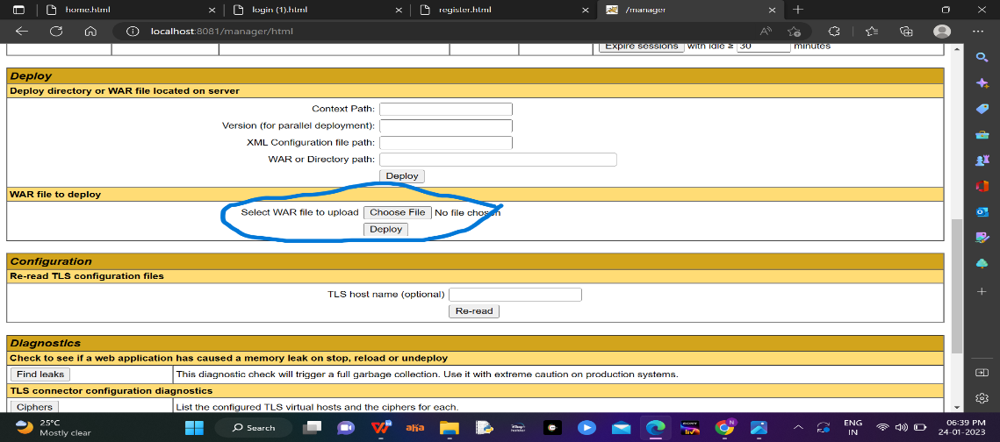 home.html
login (1).html
register.html
/manager
localhost:8081/manager/html
Expire sessions with idle ≥ 30 minutes
Deploy
Deploy directory or WAR file located on server
Context Path:
Version (for parallel deployment):
XML Configuration file path:
WAR or Directory path:
Deploy
WAR file to deploy
Select WAR file to upload Choose File No file chosen
Deploy
Configuration
Re-read TLS configuration files
TLS host name (optional)
Re-read
Diagnostics
Check to see if a web application has caused a memory leak on stop, reload or undeploy
Find leaks This diagnostic check will trigger a full garbage collection. Use it with extreme caution on production systems.
TLS connector configuration diagnostics
Ciphers List the configured TLS virtual hosts and the ciphers for each.
25°C
Mostly clear
Search
aha
SONY
liv
N
ENG
IN
06:39 PM
24-01-2023